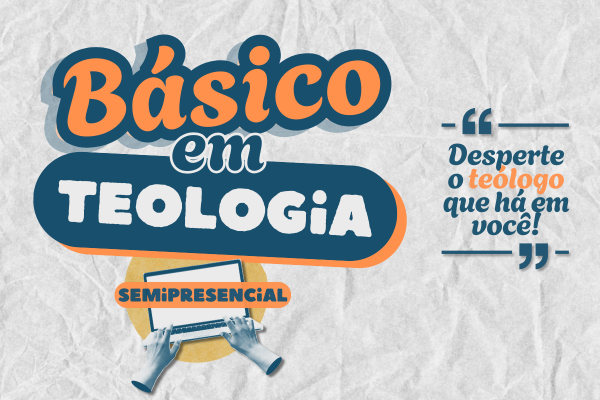 Básico
em
TEOLOGiA
SEMiPRESENCiAL
“
Desperte
o teólogo
que há em
você!
”